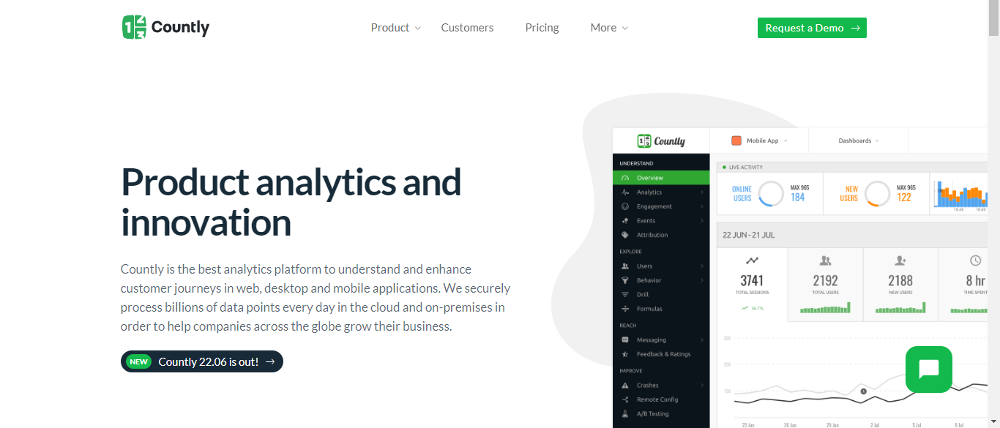 Countly
Product
Customers
Pricing
More
Request a Demo →
Product analytics and
innovation
Countly is the best analytics platform to understand and enhance
customer journeys in web, desktop and mobile applications. We securely
process billions of data points every day in the cloud and on-premises in
order to help companies across the globe grow their business.
NEW Countly 22.06 is out! →
Countly
Mobile App
Dashboards
UNDERSTAND
Overview
Analytics
Engagement
Events
Attribution
EXPLORE
Users
Behavior
Drill
Formulas
REACH
Messaging
Feedback & Ratings
IMPROVE
Crashes
Remote Config
A/B Testing
LIVE ACTIVITY
ONLINE
USERS
MAX 965
184
NEW
USERS
MAX 965
122
18:48 18:49
22 JUN - 21 JUL
3741
TOTAL SESSIONS
36.7%
2192
TOTAL USERS
2188
NEW USERS
8 hr
TIME SPENT
300
200
100
23 Jun 26 Jun 29 Jun 2 Jul 5 Jul 8 Jul